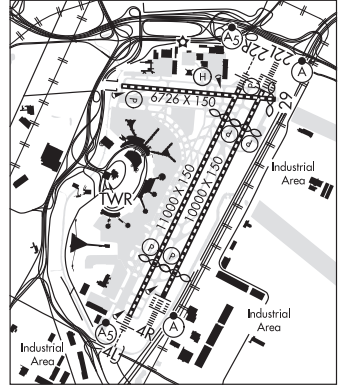 A5
22R
22L
A
H
6726 X 150
29
P
P
P
Industrial
Area
11000 X 150
10000 X 150
TWR
P
P
A5
4L
4R
A
Industrial
Area
Industrial
Area